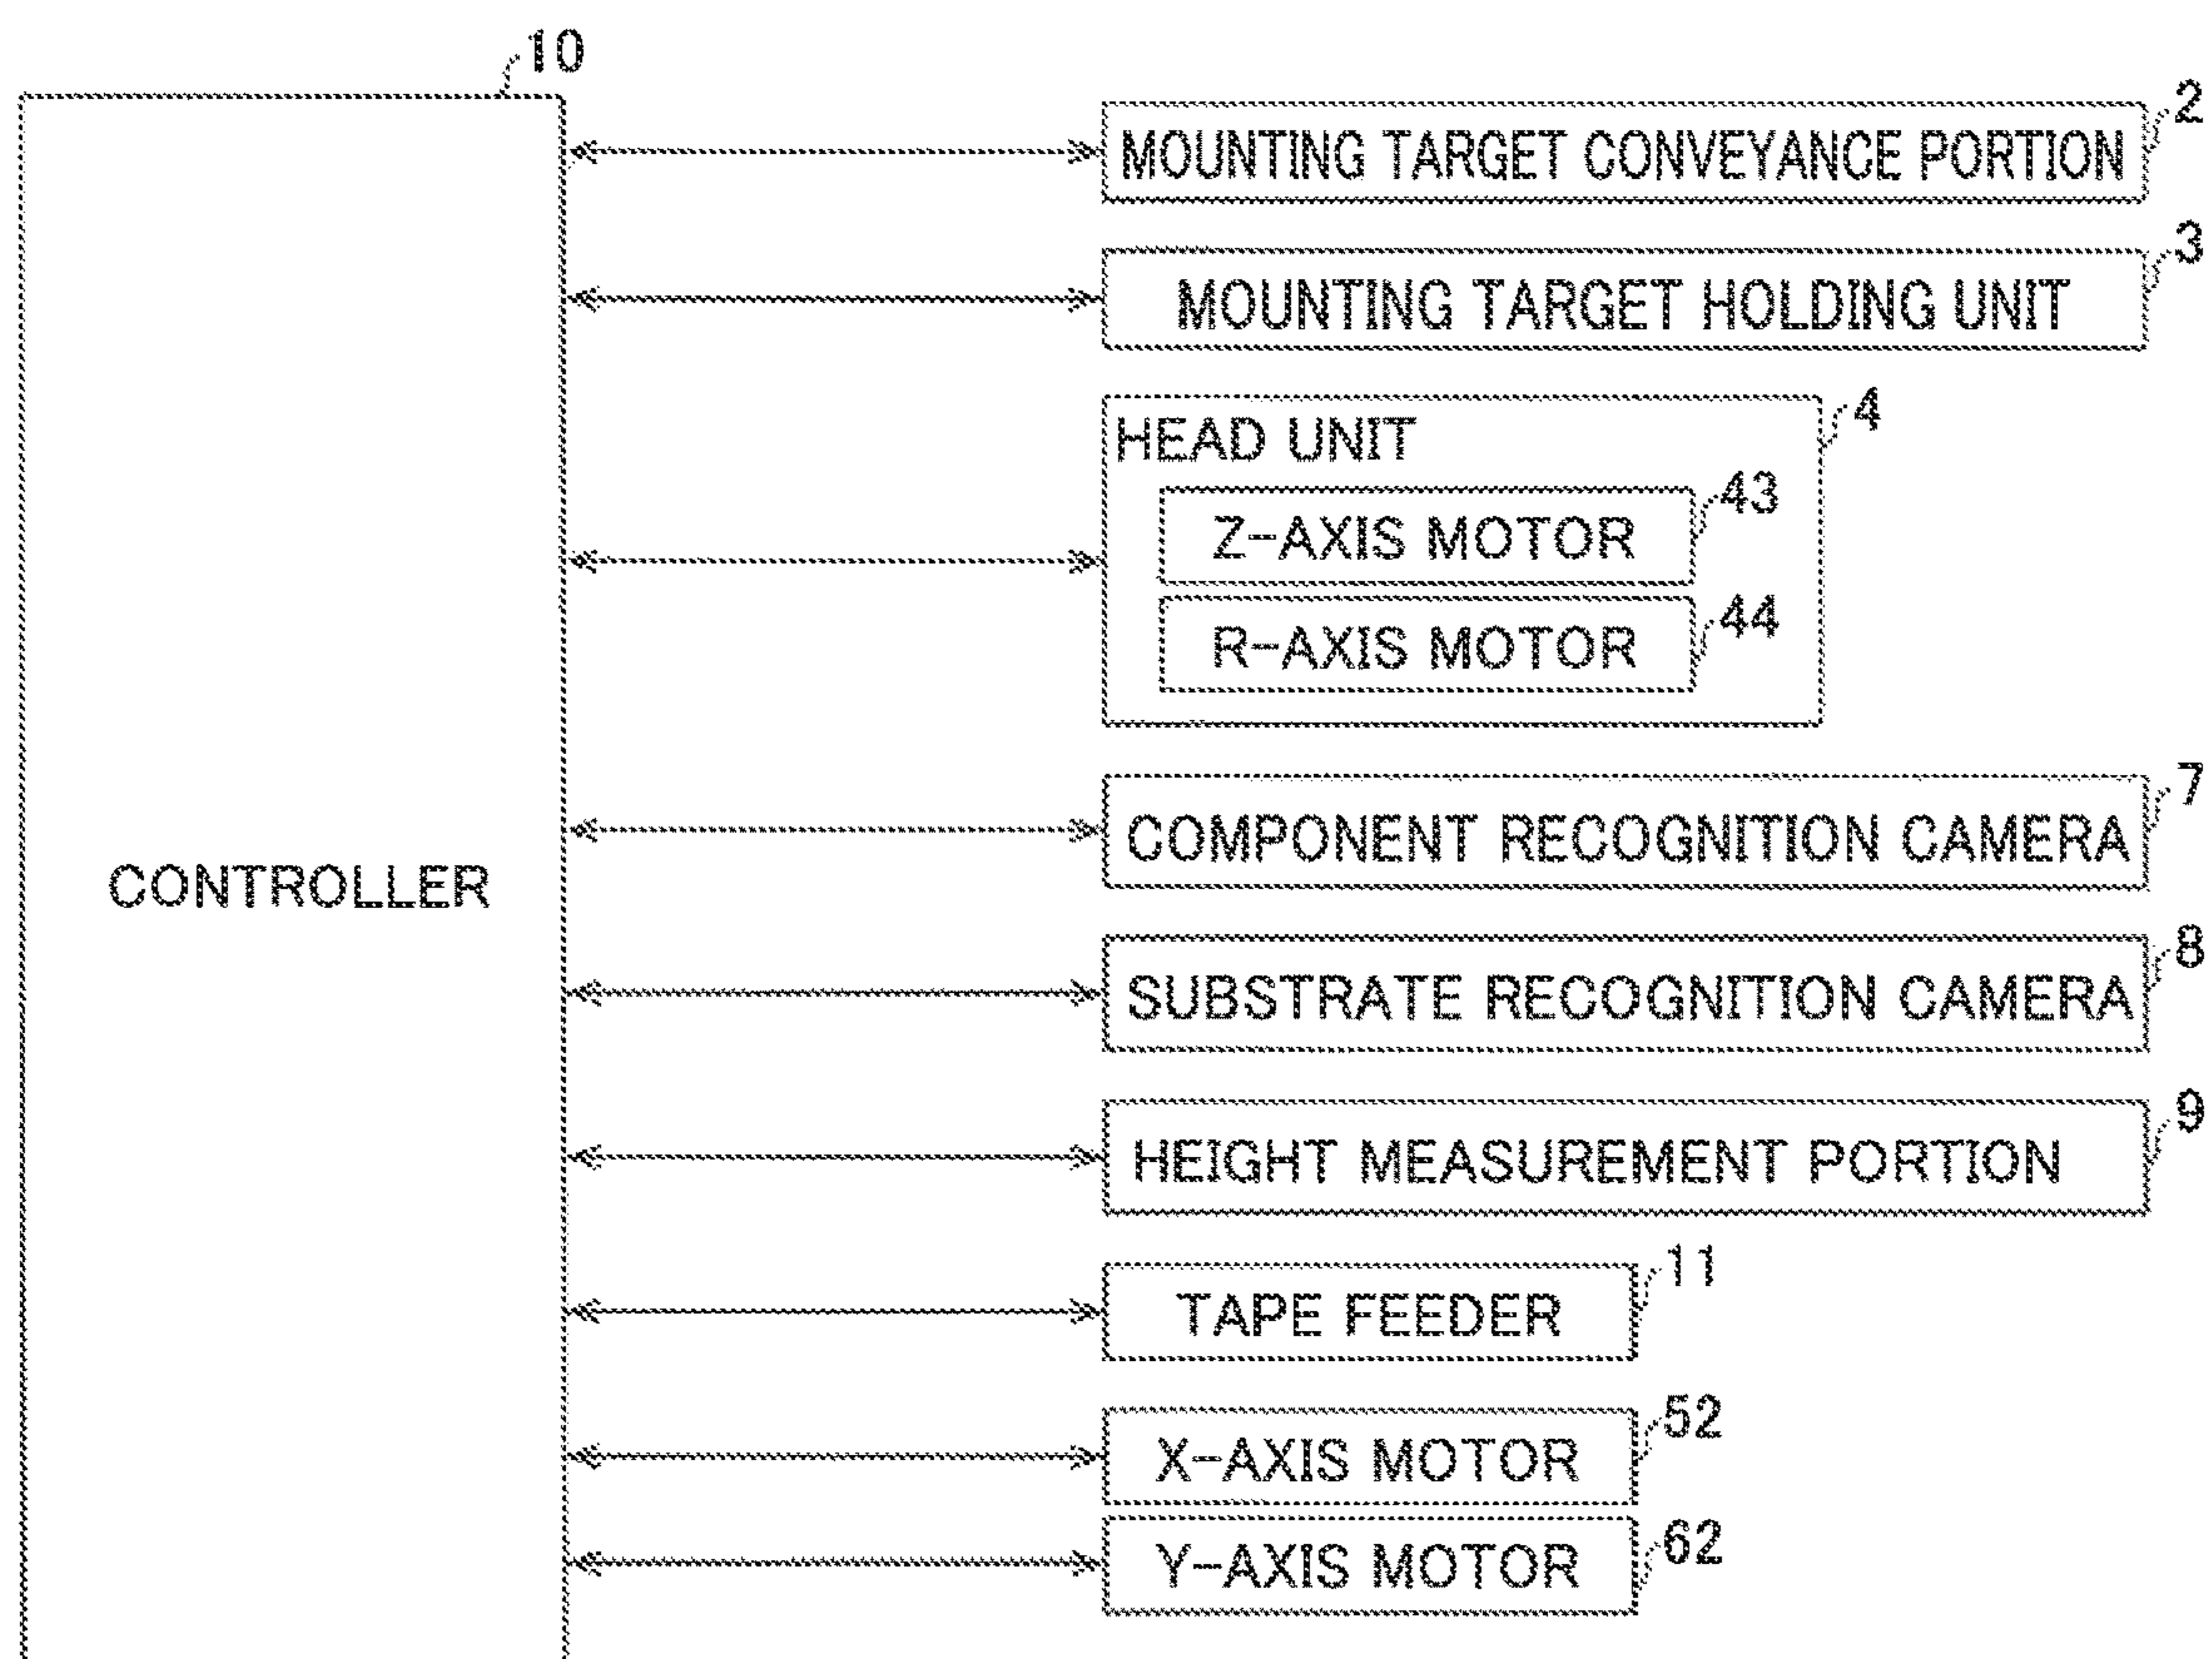 10
CONTROLLER
2
MOUNTING TARGET CONVEYANCE PORTION
3
MOUNTING TARGET HOLDING UNIT
4
HEAD UNIT
43
Z-AXIS MOTOR
44
R-AXIS MOTOR
7
COMPONENT RECOGNITION CAMERA
8
SUBSTRATE RECOGNITION CAMERA
9
HEIGHT MEASUREMENT PORTION
11
TAPE FEEDER
52
X-AXIS MOTOR
62
Y-AXIS MOTOR